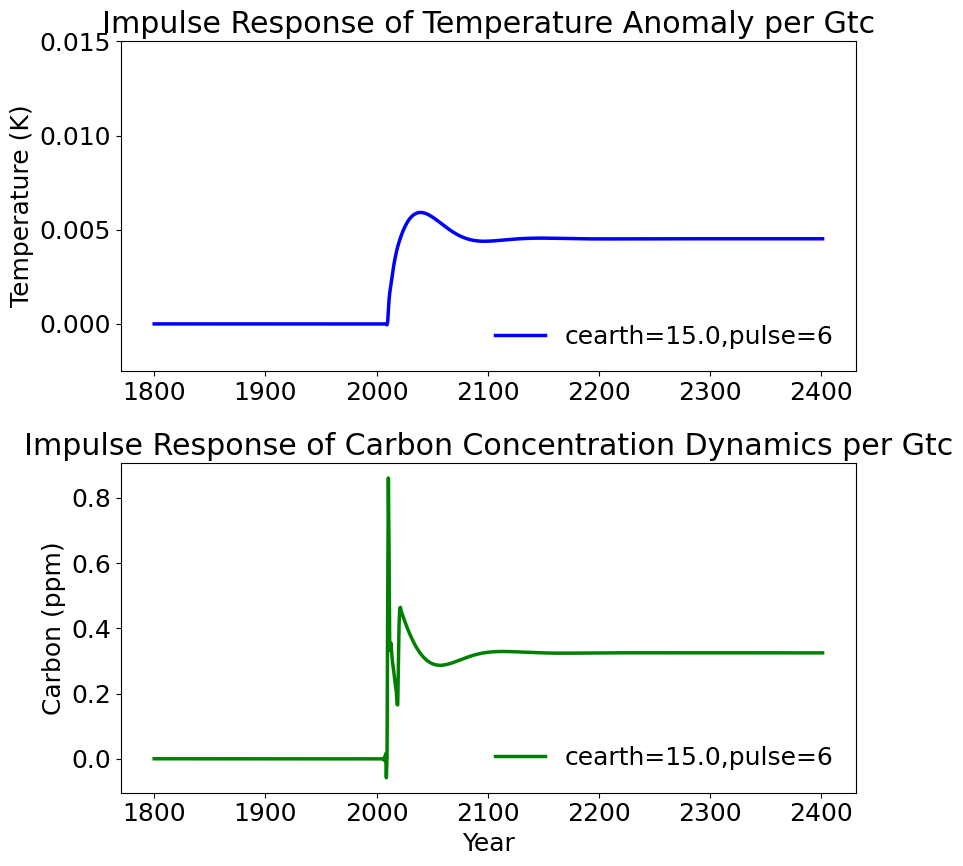 Impulse Response of Temperature Anomaly per Gtc
0.015
0.010
0.005
0.000
Temperature (K)
cearth=15.0,pulse=6
1800 1900 2000 2100 2200 2300 2400
Impulse Response of Carbon Concentration Dynamics per Gtc
0.8
0.6
0.4
0.2
0.0
Carbon (ppm)
cearth=15.0,pulse=6
1800 1900 2000 2100 2200 2300 2400
Year